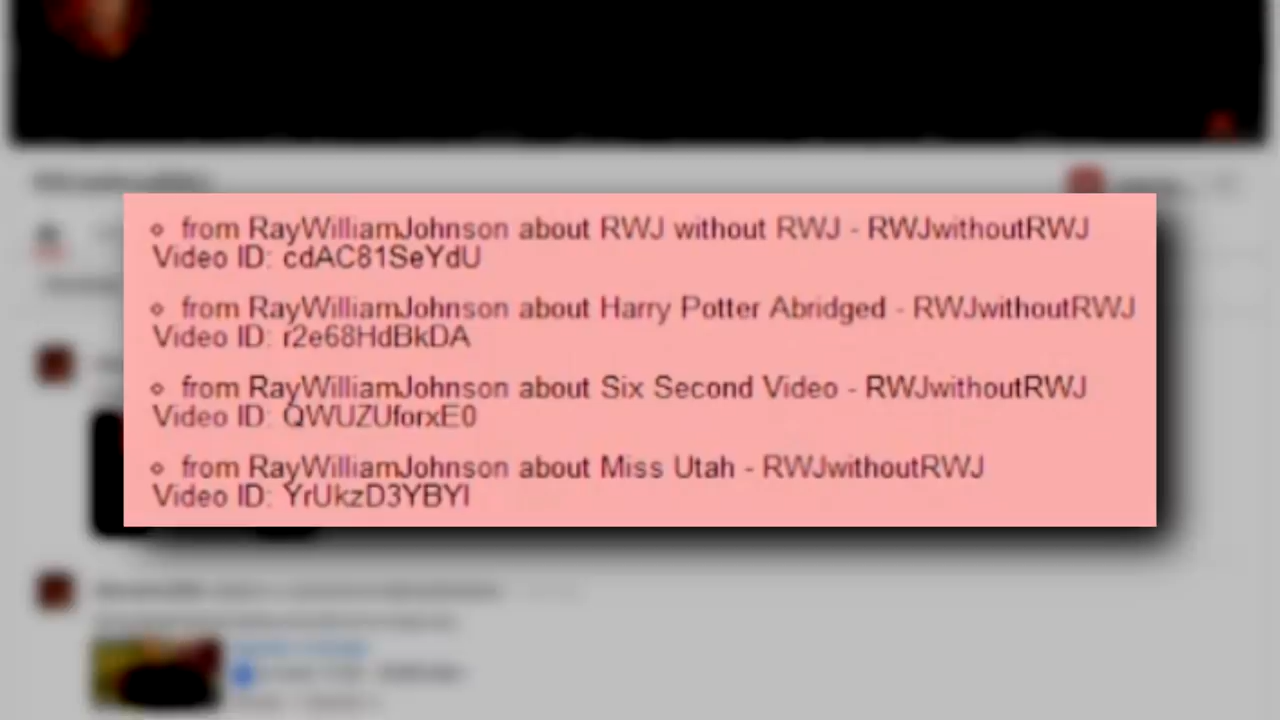 from RayWilliamJohnson about RWJ without RWJ - RWJwithoutRWJ
Video ID: cdAC81SeYdU
from RayWilliamJohnson about Harry Potter Abridged - RWJwithoutRWJ
Video ID: r2e68HdBkDA
from RayWilliamJohnson about Six Second Video - RWJwithoutRWJ
Video ID: QWUZUforxE0
from RayWilliamJohnson about Miss Utah - RWJwithoutRWJ
Video ID: YrUkzD3YBYI